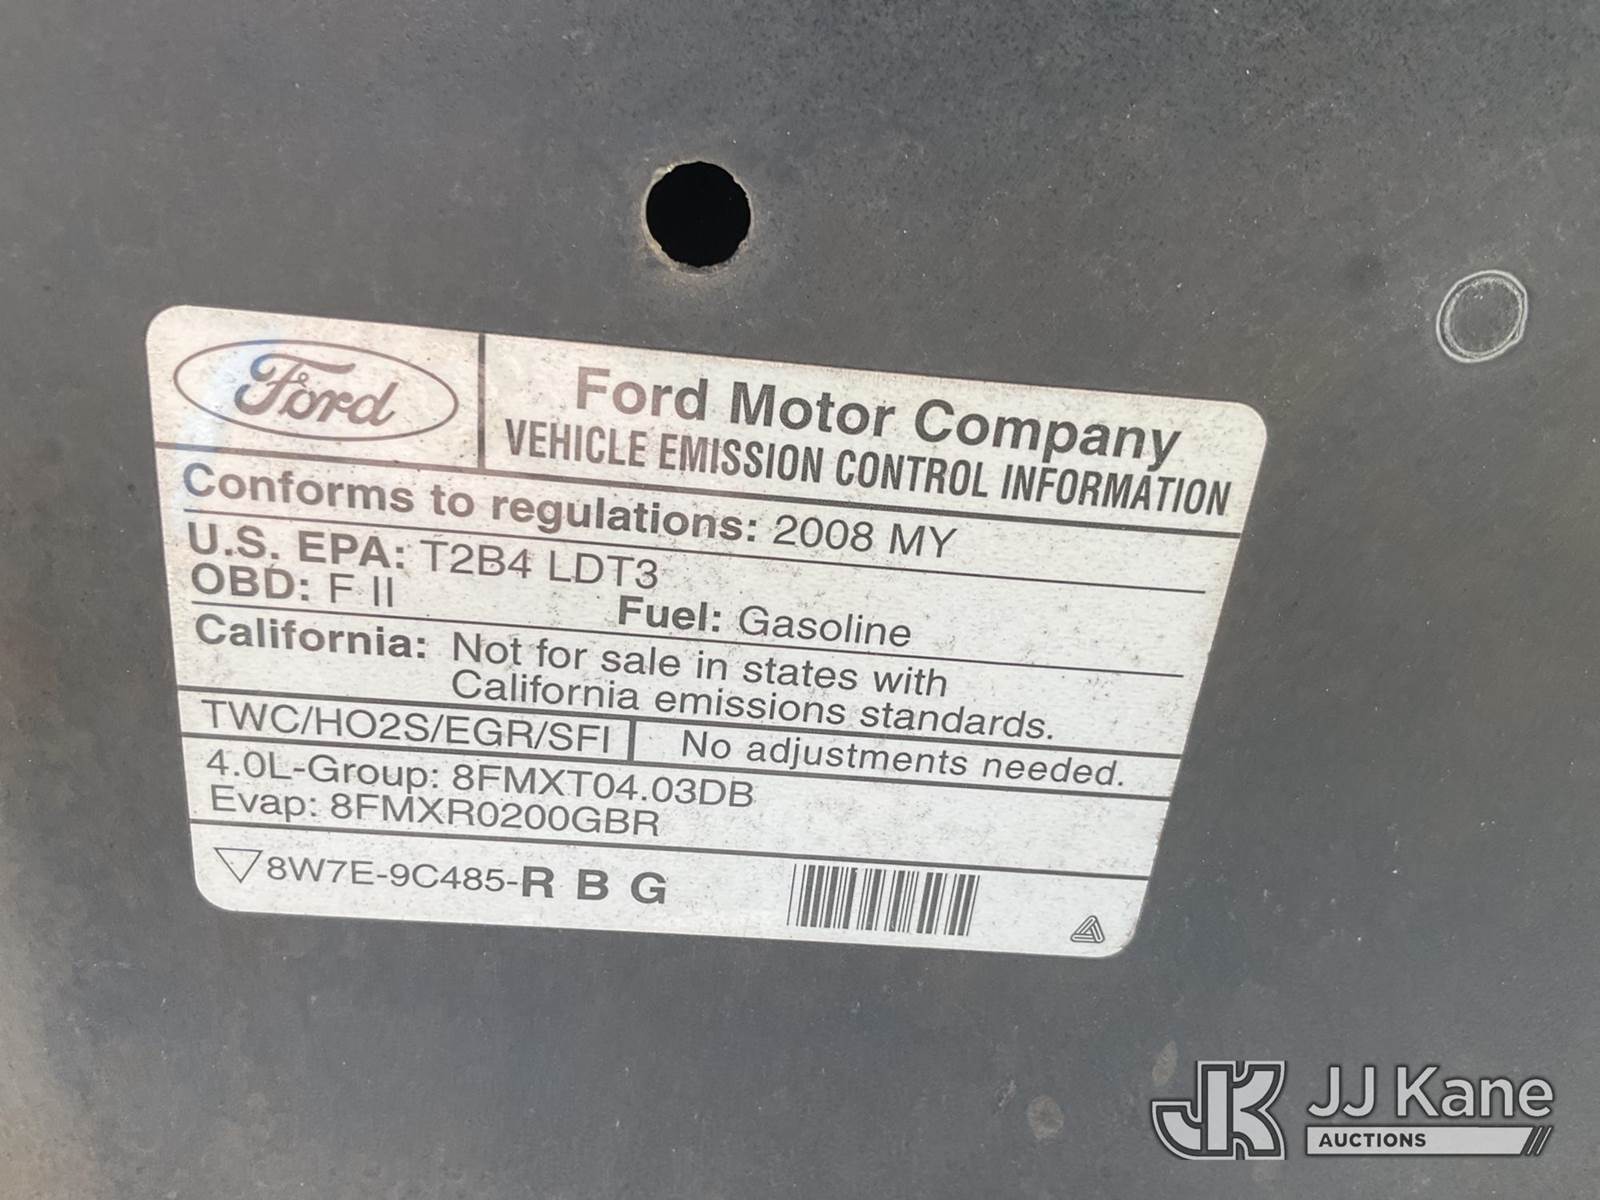 Ford
Ford Motor Company
VEHICLE EMISSION CONTROL INFORMATION
Conforms to regulations: 2008 MY
U.S. EPA: T2B4 LDT3
OBD: F II Fuel: Gasoline
California: Not for sale in states with
California emissions standards.
TWC/HO2S/EGR/SFI No adjustments needed.
4.0L-Group: 8FMXT04.03DB
Evap: 8FMXR0200GBR
8W7E-9C485-R B G
JK JJ Kane
AUCTIONS